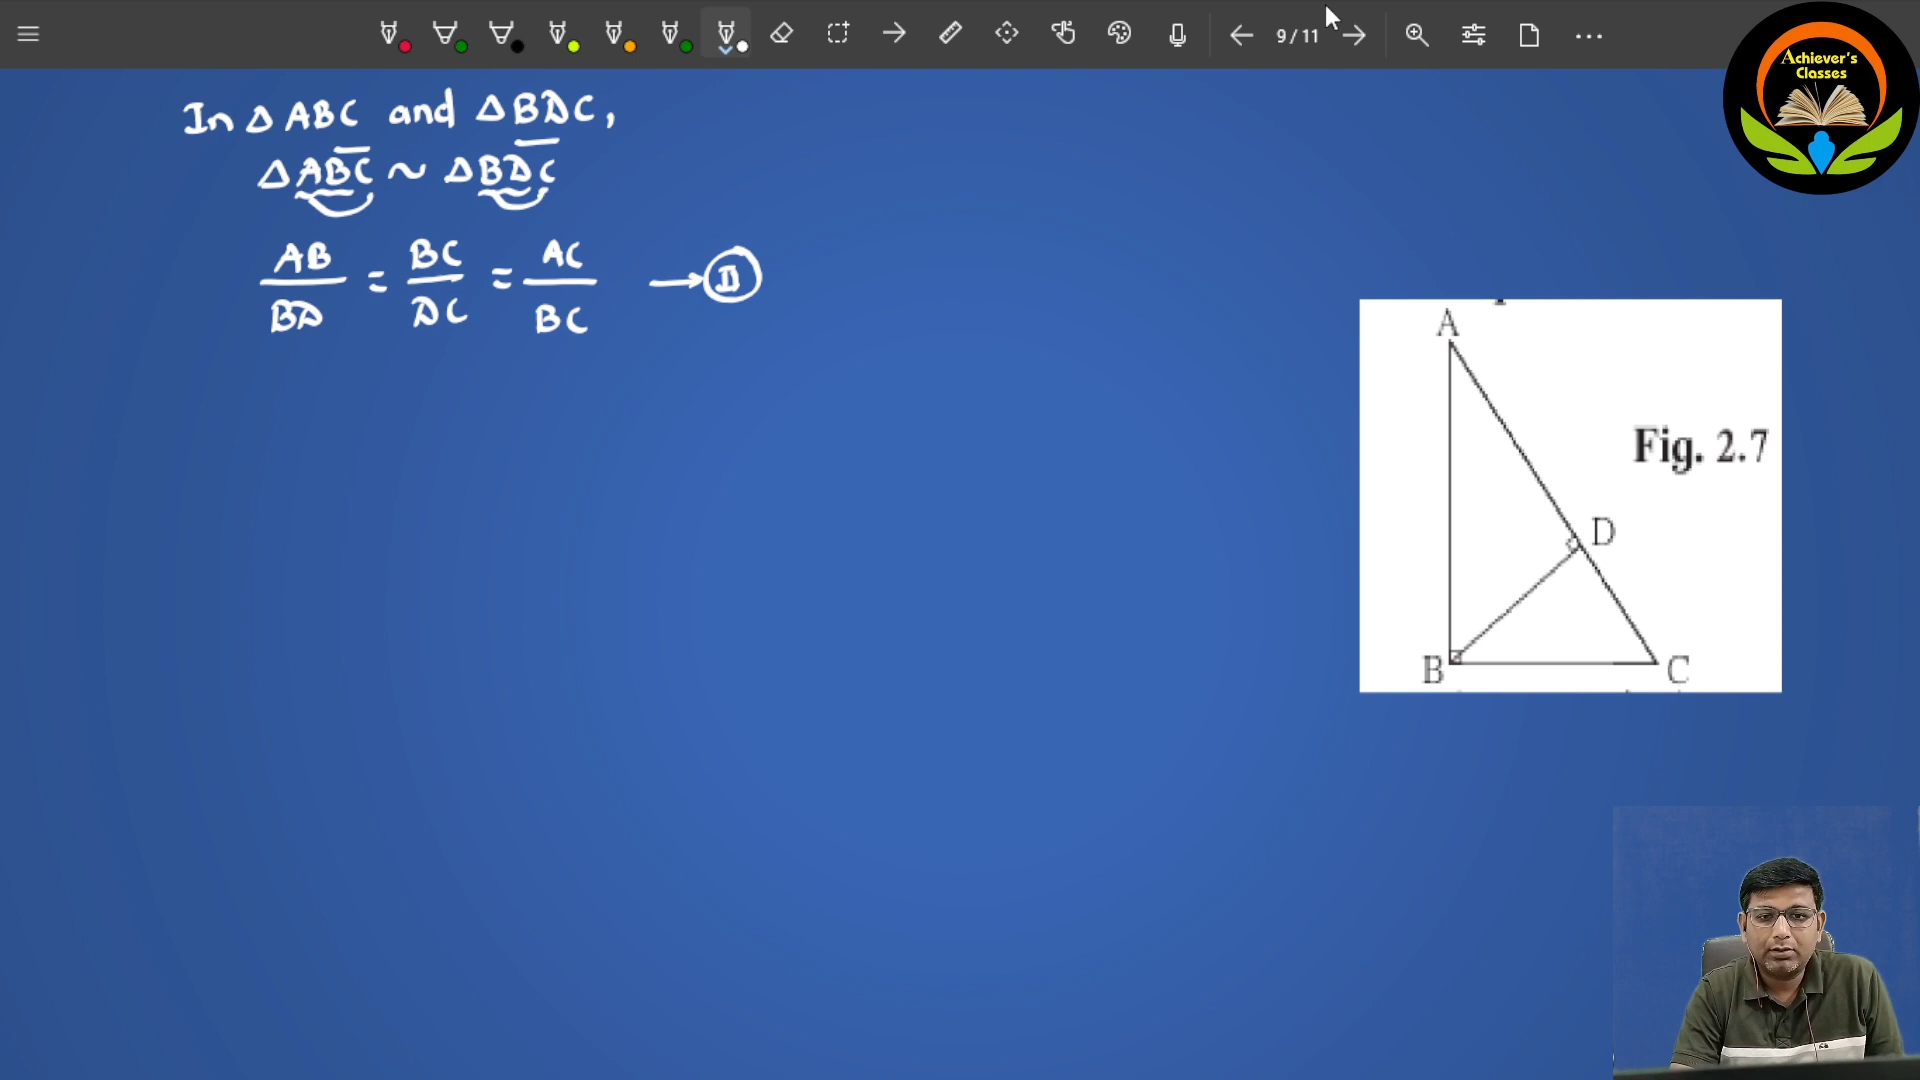 9 / 11
Achiever's
Classes
In △ ABC and △ BDC,
△ ABC ~ △ BDC
AB/BD = BC/DC = AC/BC → II
A
Fig. 2.7
D
B
C